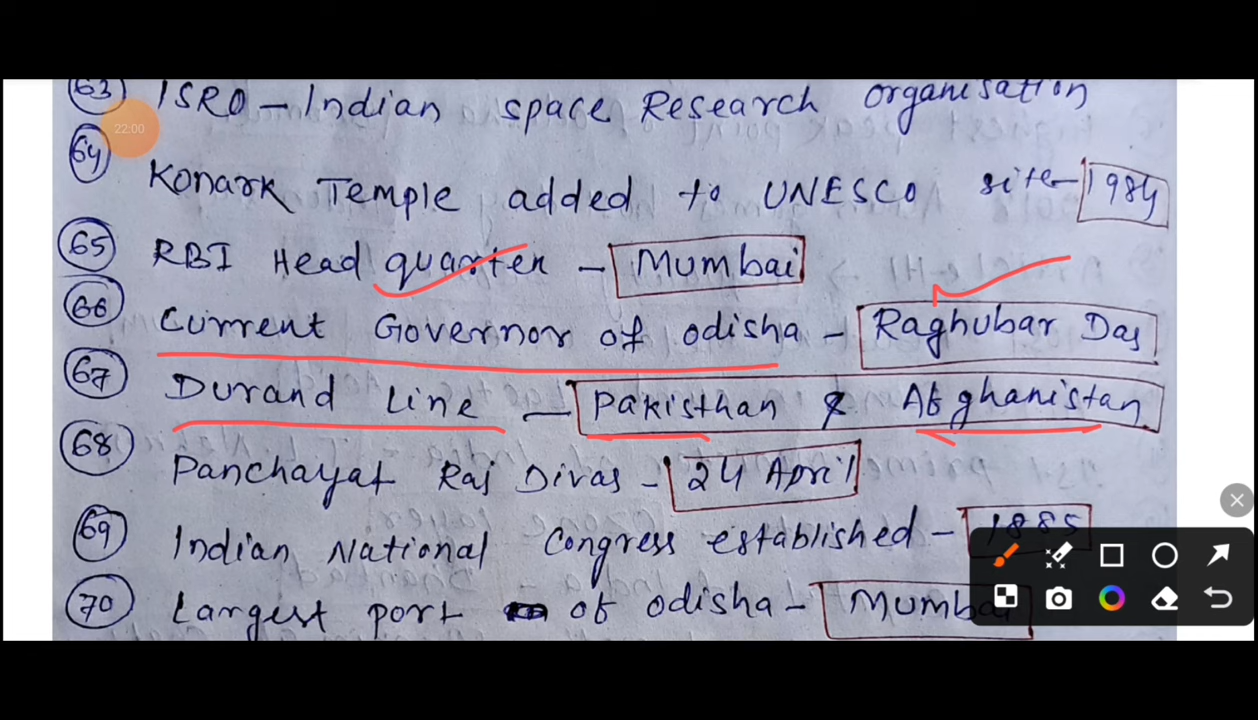 63 ISRO - Indian space Research organisation
22:00
64 Konark Temple added to UNESCO site - 1984
65 RBI Head quarter - Mumbai
66 Current Governor of odisha - Raghubar Das
67 Durand Line - Pakisthan & Afghanistan
68 Panchayat Raj Divas - 24 April
69 Indian National Congress established - 1885
70 Largest port of odisha - Mumbai